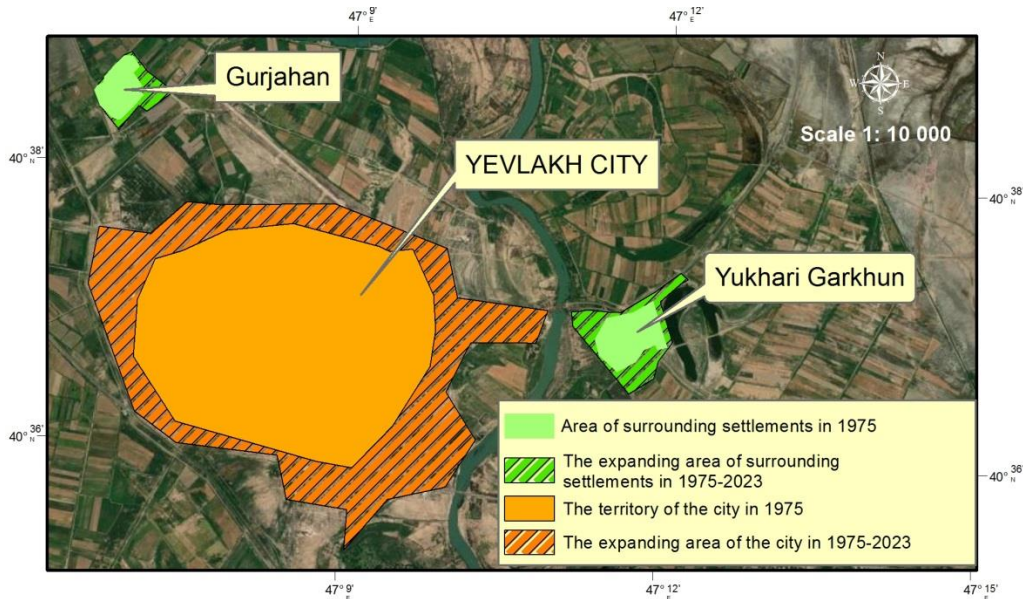 47° 9' E
47° 12' E
Gurjahan
N
W E
S
Scale 1: 10 000
40° 38' N
YEVLAKH CITY
40° 38' N
Yukhari Garkhun
40° 36' N
Area of surrounding settlements in 1975
The expanding area of surrounding
settlements in 1975-2023
The territory of the city in 1975
The expanding area of the city in 1975-2023
40° 36' N
47° 9' E
47° 12' E
47° 15' E